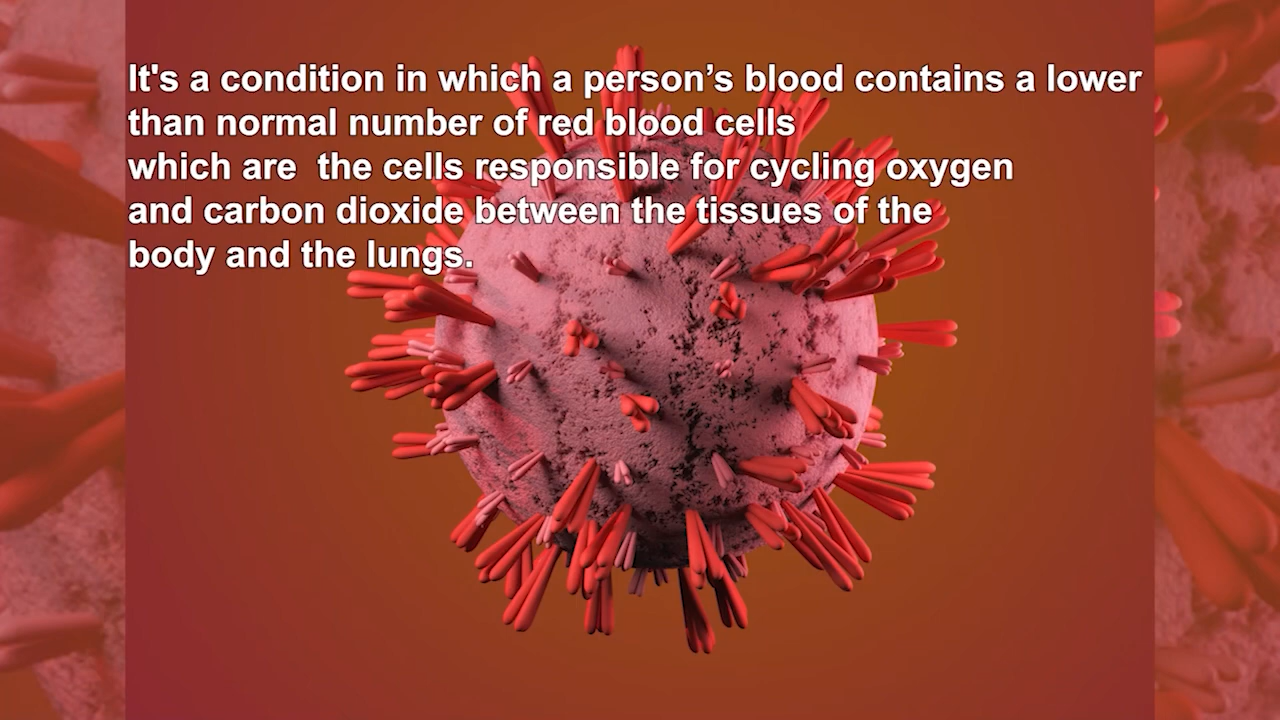 It's a condition in which a person’s blood contains a lower
than normal number of red blood cells
which are  the cells responsible for cycling oxygen
and carbon dioxide between the tissues of the
body and the lungs.